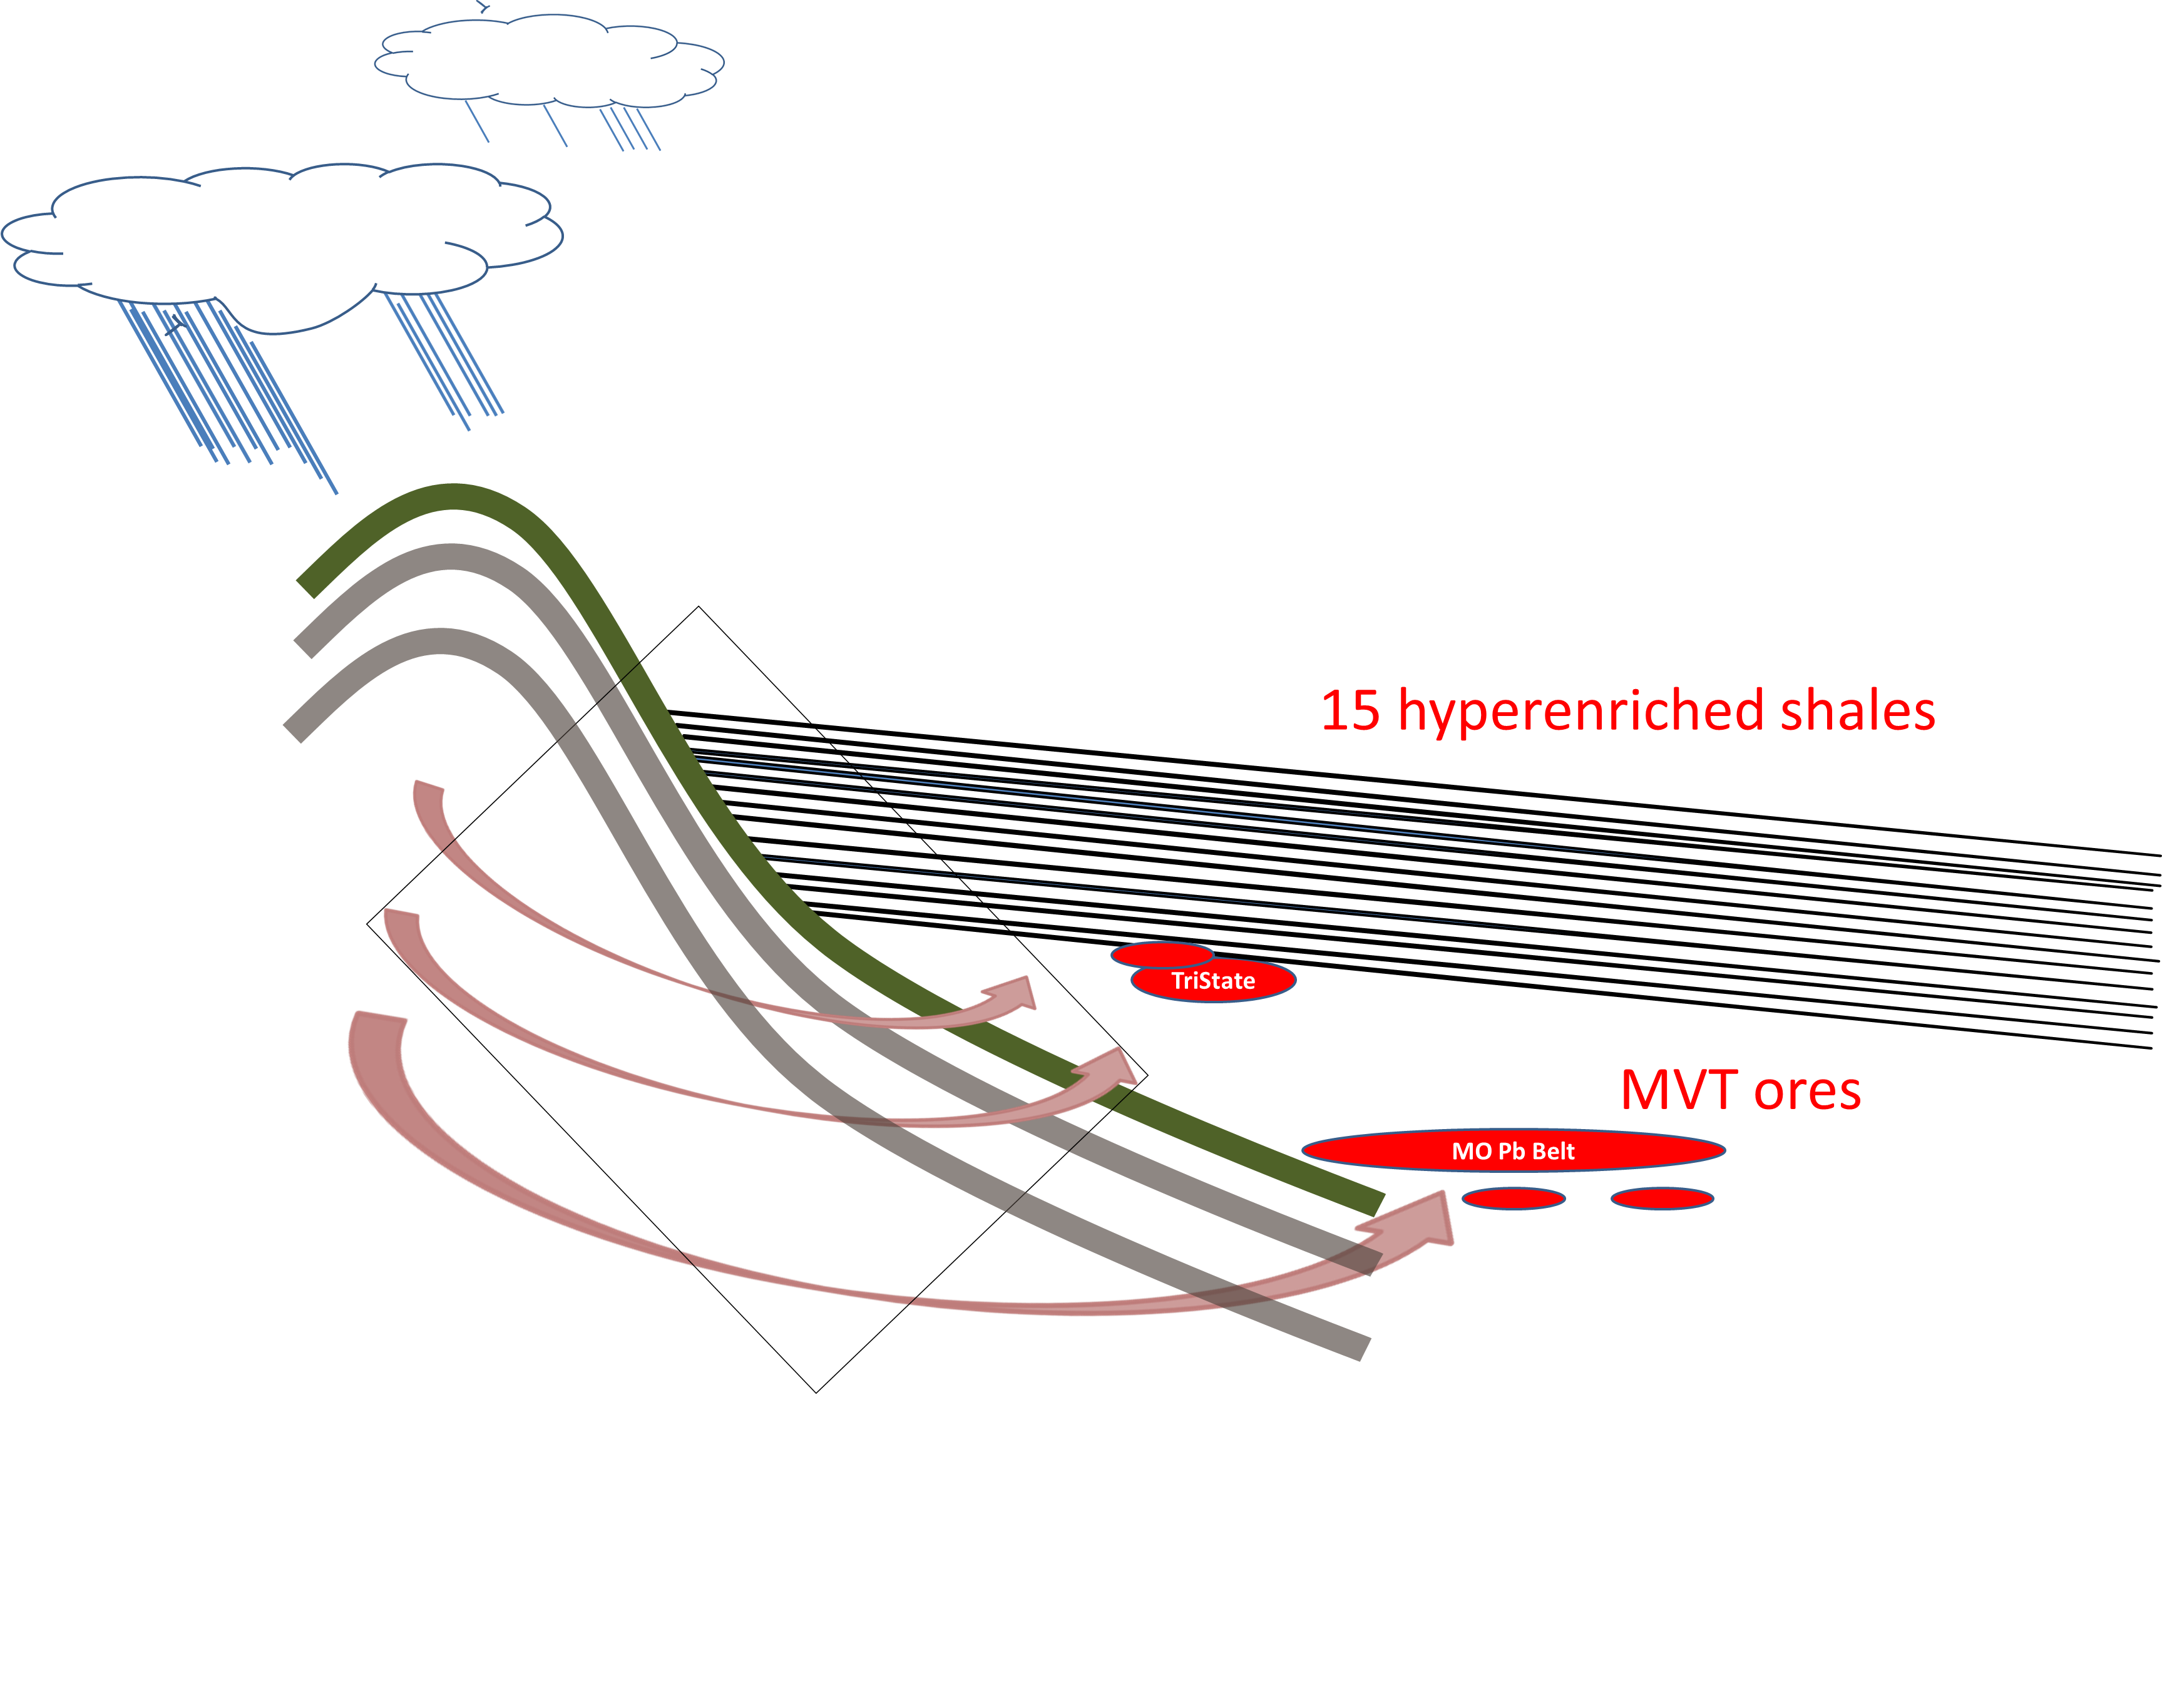 15 hyperenriched shales
TriState
MVT ores
MO Pb Belt